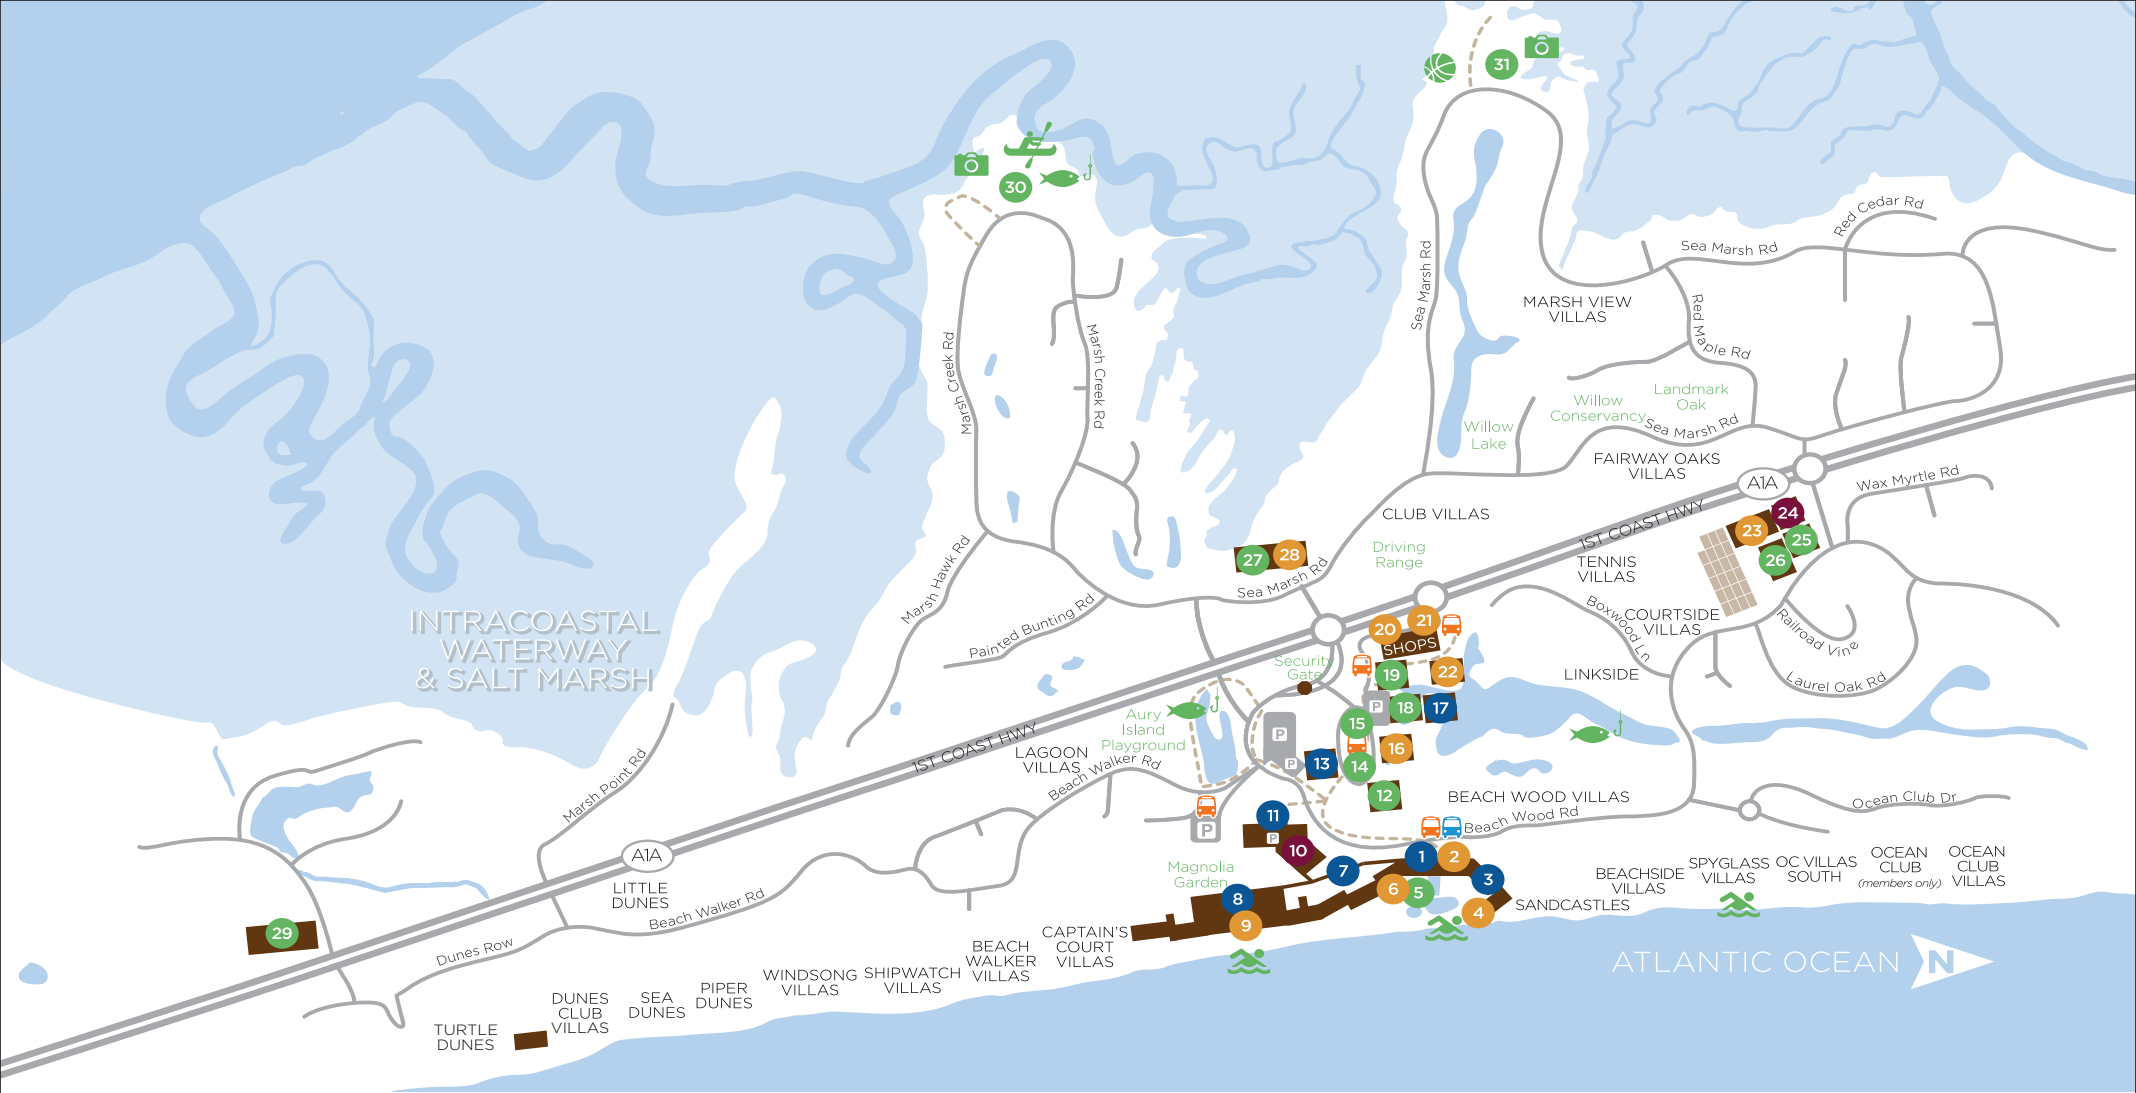 31
30
Red Cedar Rd
Sea Marsh Rd
Sea Marsh Rd
MARSH VIEW
VILLAS
Red Maple Rd
Marsh Creek Rd
Marsh Creek Rd
Landmark
Oak
Willow
Conservancy
Willow
Lake
Sea Marsh Rd
FAIRWAY OAKS
VILLAS
A1A
Wax Myrtle Rd
CLUB VILLAS
1ST COAST HWY
24
23
25
26
Driving
Range
27
28
Sea Marsh Rd
TENNIS
VILLAS
Marsh Hawk Rd
Painted Bunting Rd
Boxwood Ln
COURTSIDE
VILLAS
Railroad Vine
Laurel Oak Rd
INTRACOASTAL
WATERWAY
& SALT MARSH
20
21
SHOPS
Security
Gate
19
22
LINKSIDE
P
18
17
15
Aury
Island
Playground
P
16
1ST COAST HWY
LAGOON
VILLAS
Beach Walker Rd
P
13
14
12
Marsh Point Rd
BEACH WOOD VILLAS
Beach Wood Rd
Ocean Club Dr
P
11
P
10
A1A
1
2
7
3
Magnolia
Garden
8
6
5
4
9
BEACHSIDE
VILLAS
SPYGLASS
VILLAS
OC VILLAS
SOUTH
OCEAN
CLUB
(members only)
OCEAN
CLUB
VILLAS
SANDCASTLES
LITTLE
DUNES
Beach Walker Rd
29
Dunes Row
CAPTAIN'S
COURT
VILLAS
BEACH
WALKER
VILLAS
SHIPWATCH
VILLAS
WINDSONG
VILLAS
PIPER
DUNES
SEA
DUNES
DUNES
CLUB
VILLAS
TURTLE
DUNES
ATLANTIC OCEAN
N